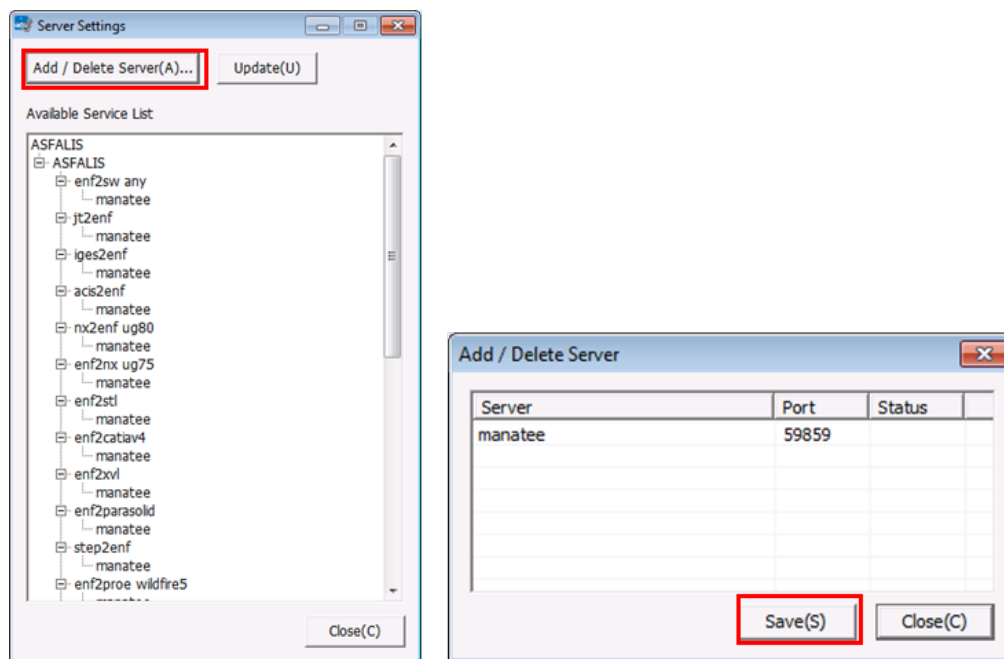 Server Settings
Add / Delete Server(A)...
Update(U)
Available Service List
ASFALIS
ASFALIS
enf2sw any
manatee
jt2enf
manatee
iges2enf
manatee
acis2enf
manatee
nx2enf ug80
manatee
enf2nx ug75
manatee
enf2stl
manatee
enf2catiav4
manatee
enf2xvl
manatee
enf2parasolid
manatee
step2enf
manatee
enf2proe wildfire5
Close(C)
Add / Delete Server
Server Port Status
manatee 59859
Save(S) Close(C)